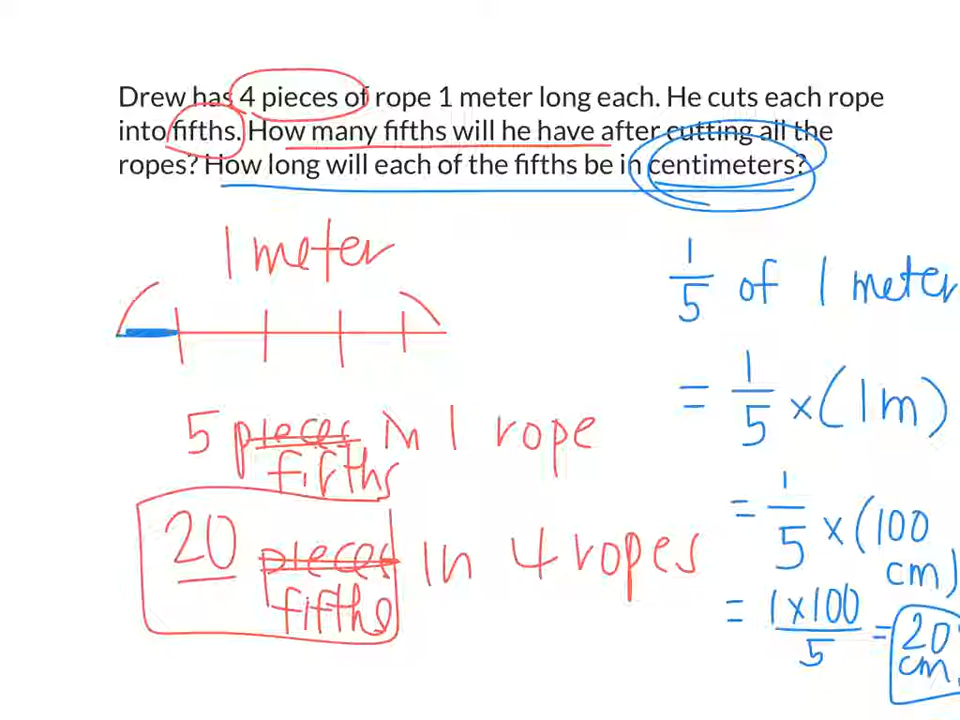 Drew has 4 pieces of rope 1 meter long each. He cuts each rope
into fifths. How many fifths will he have after cutting all the
ropes? How long will each of the fifths be in centimeters?
1 meter
5 pieces in 1 rope
fifths
20 pieces in 4 ropes
fifths
1/5 of 1 meter
= 1/5 × (1m)
= 1/5 × (100
cm)
= 1×100/5 = 20
cm.